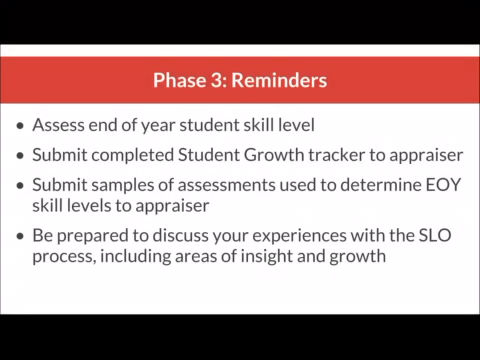 Phase 3: Reminders
• Assess end of year student skill level
• Submit completed Student Growth tracker to appraiser
• Submit samples of assessments used to determine EOY
skill levels to appraiser
• Be prepared to discuss your experiences with the SLO
process, including areas of insight and growth